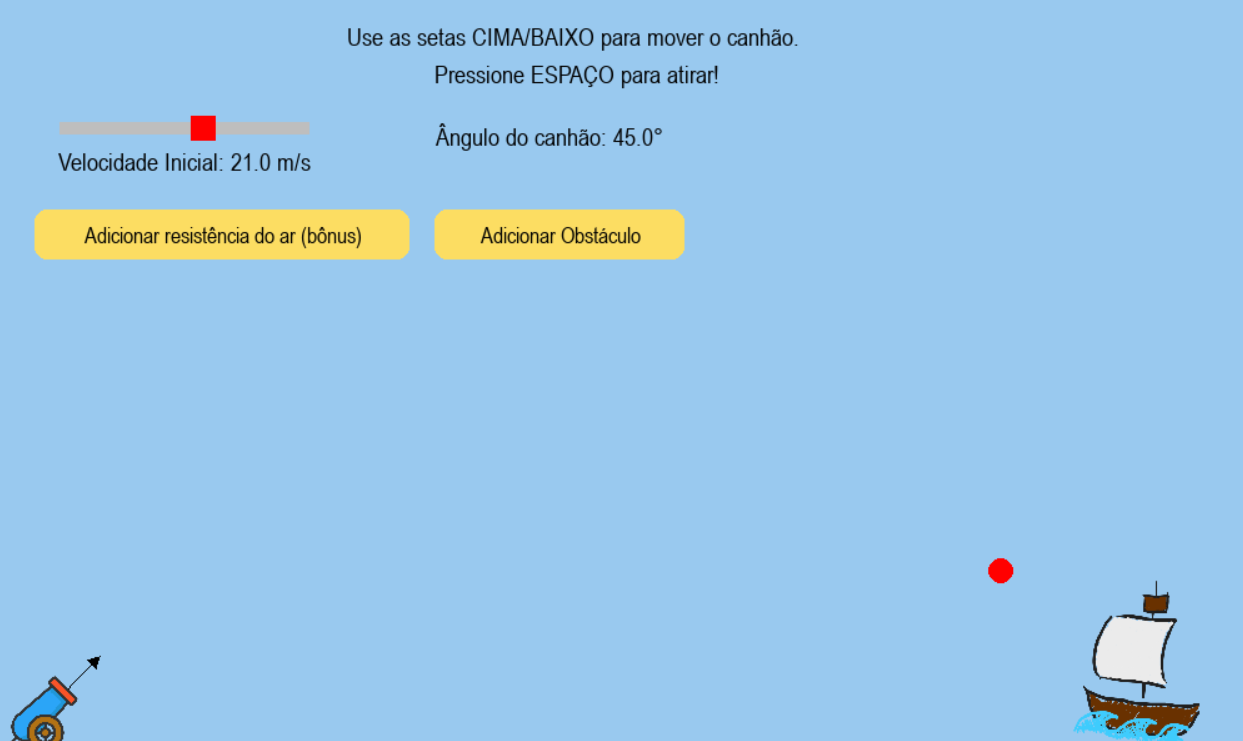 Use as setas CIMA/BAIXO para mover o canhão.
Pressione ESPAÇO para atirar!
Ângulo do canhão: 45.0°
Velocidade Inicial: 21.0 m/s
Adicionar resistência do ar (bônus)
Adicionar Obstáculo